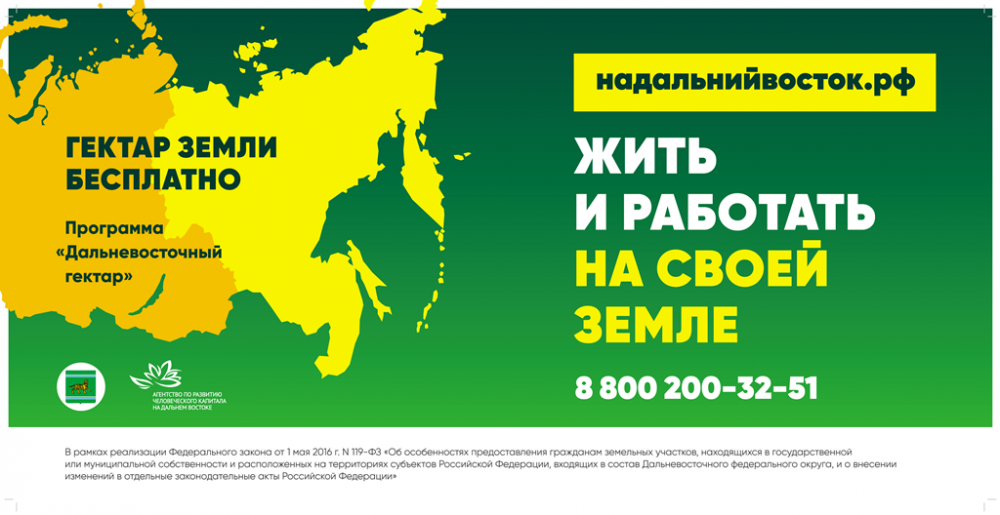 ГЕКТАР ЗЕМЛИ
БЕСПЛАТНО
Программа
«Дальневосточный
гектар»
АГЕНТСТВО ПО РАЗВИТИЮ
ЧЕЛОВЕЧЕСКОГО КАПИТАЛА
НА ДАЛЬНЕМ ВОСТОКЕ
надальнийвосток.рф
ЖИТЬ
И РАБОТАТЬ
НА СВОЕЙ
ЗЕМЛЕ
8 800 200-32-51
В рамках реализации Федерального закона от 1 мая 2016 г. N 119-ФЗ «Об особенностях предоставления гражданам земельных участков, находящихся в государственной
или муниципальной собственности и расположенных на территориях субъектов Российской Федерации, входящих в состав Дальневосточного федерального округа, и о внесении
изменений в отдельные законодательные акты Российской Федерации»